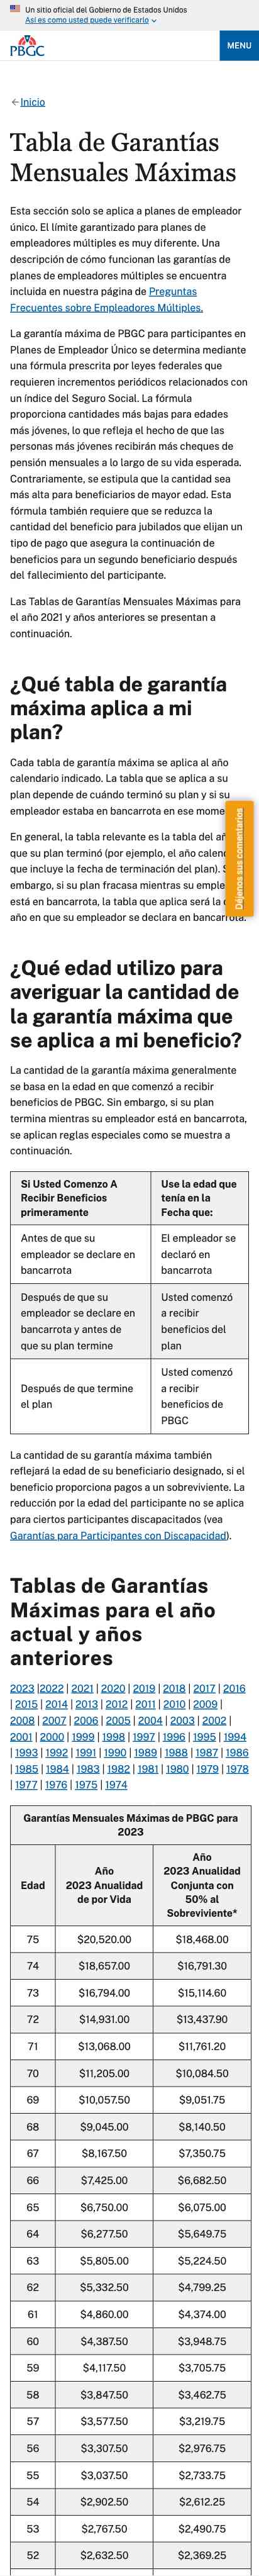 Un sitio oficial del Gobierno de Estados Unidos
Así es como usted puede verificarlo
PBGC
MENU
Inicio
Tabla de Garantías
Mensuales Máximas
Esta sección solo se aplica a planes de empleador
único. El límite garantizado para planes de
empleadores múltiples es muy diferente. Una
descripción de cómo funcionan las garantías de
planes de empleadores múltiples se encuentra
incluida en nuestra página de Preguntas
Frecuentes sobre Empleadores Múltiples.
La garantía máxima de PBGC para participantes en
Planes de Empleador Único se determina mediante
una fórmula prescrita por leyes federales que
requieren incrementos periódicos relacionados con
un índice del Seguro Social. La fórmula
proporciona cantidades más bajas para edades
más jóvenes, lo que refleja el hecho de que las
personas más jóvenes recibirán más cheques de
pensión mensuales a lo largo de su vida esperada.
Contrariamente, se estipula que la cantidad sea
más alta para beneficiarios de mayor edad. Esta
fórmula también requiere que se reduzca la
cantidad del beneficio para jubilados que elijan un
tipo de pago que asegura la continuación de
beneficios para un segundo beneficiario después
del fallecimiento del participante.
Las Tablas de Garantías Mensuales Máximas para
el año 2021 y años anteriores se presentan a
continuación.
¿Qué tabla de garantía
máxima aplica a mi
plan?
Cada tabla de garantía máxima se aplica al año
calendario indicado. La tabla que se aplica a su
plan depende de cuándo terminó su plan y si su
empleador estaba en bancarrota en ese
En general, la tabla relevante es la tabla del
que su plan terminó (por ejemplo, el año
que incluye la fecha de terminación del plan).
embargo, si su plan fracasa mientras su
está en bancarrota, la tabla que aplica será la
año en que su empleador se declara en bancarrota.
Déjenos sus comentarios
¿Qué edad utilizo para
averiguar la cantidad de
la garantía máxima que
se aplica a mi beneficio?
La cantidad de la garantía máxima generalmente
se basa en la edad en que comenzó a recibir
beneficios de PBGC. Sin embargo, si su plan
termina mientras su empleador está en bancarrota,
se aplican reglas especiales como se muestra a
continuación.
Si Usted Comenzo A Recibir Beneficios primeramente | Use la edad que tenía en la Fecha que:
Antes de que su empleador se declare en bancarrota | El empleador se declaró en bancarrota
Después de que su empleador se declare en bancarrota y antes de que su plan termine | Usted comenzó a recibir beneficios del plan
Después de que termine el plan | Usted comenzó a recibir beneficios de PBGC
La cantidad de su garantía máxima también
reflejará la edad de su beneficiario designado, si el
beneficio proporciona pagos a un sobreviviente. La
reducción por la edad del participante no se aplica
para ciertos participantes discapacitados (vea
Garantías para Participantes con Discapacidad).
Tablas de Garantías
Máximas para el año
actual y años
anteriores
2023 |2022 | 2021 | 2020 | 2019 | 2018 | 2017 | 2016
| 2015 | 2014 | 2013 | 2012 | 2011 | 2010 | 2009 |
2008 | 2007 | 2006 | 2005 | 2004 | 2003 | 2002 |
2001 | 2000 | 1999 | 1998 | 1997 | 1996 | 1995 | 1994
| 1993 | 1992 | 1991 | 1990 | 1989 | 1988 | 1987 | 1986
| 1985 | 1984 | 1983 | 1982 | 1981 | 1980 | 1979 | 1978
| 1977 | 1976 | 1975 | 1974
Garantías Mensuales Máximas de PBGC para
2023
Edad | Año 2023 Anualidad de por Vida | Año 2023 Anualidad Conjunta con 50% al Sobreviviente*
75 $20,520.00 $18,468.00
74 $18,657.00 $16,791.30
73 $16,794.00 $15,114.60
72 $14,931.00 $13,437.90
71 $13,068.00 $11,761.20
70 $11,205.00 $10,084.50
69 $10,057.50 $9,051.75
68 $9,045.00 $8,140.50
67 $8,167.50 $7,350.75
66 $7,425.00 $6,682.50
65 $6,750.00 $6,075.00
64 $6,277.50 $5,649.75
63 $5,805.00 $5,224.50
62 $5,332.50 $4,799.25
61 $4,860.00 $4,374.00
60 $4,387.50 $3,948.75
59 $4,117.50 $3,705.75
58 $3,847.50 $3,462.75
57 $3,577.50 $3,219.75
56 $3,307.50 $2,976.75
55 $3,037.50 $2,733.75
54 $2,902.50 $2,612.25
53 $2,767.50 $2,490.75
52 $2,632.50 $2,369.25